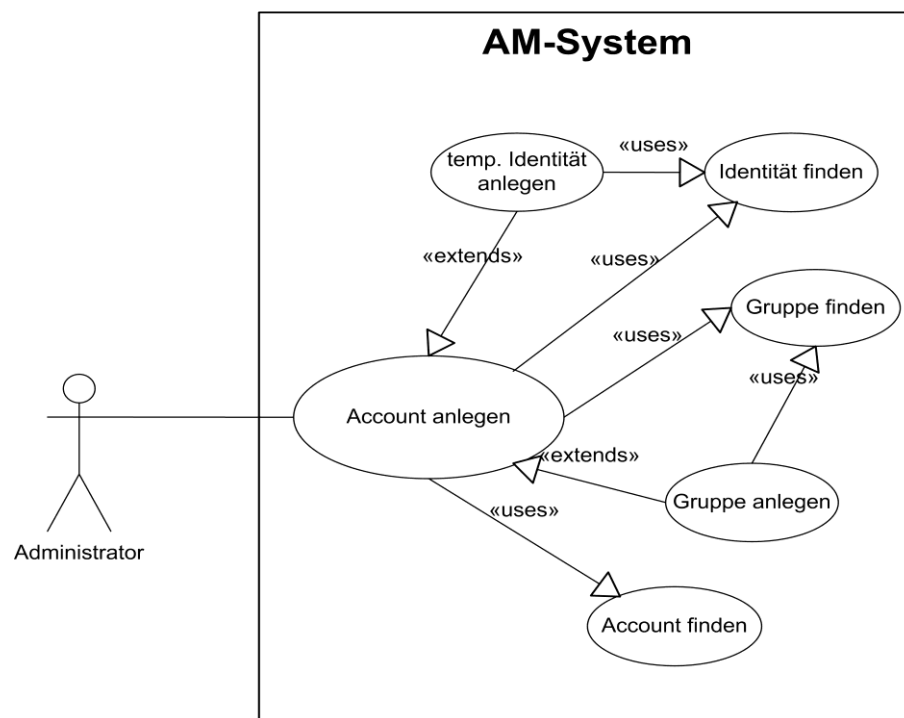 AM-System
«uses»
temp. Identität
anlegen
Identität finden
«extends»
«uses»
Gruppe finden
«uses»
«uses»
Account anlegen
«extends»
Gruppe anlegen
«uses»
Administrator
Account finden